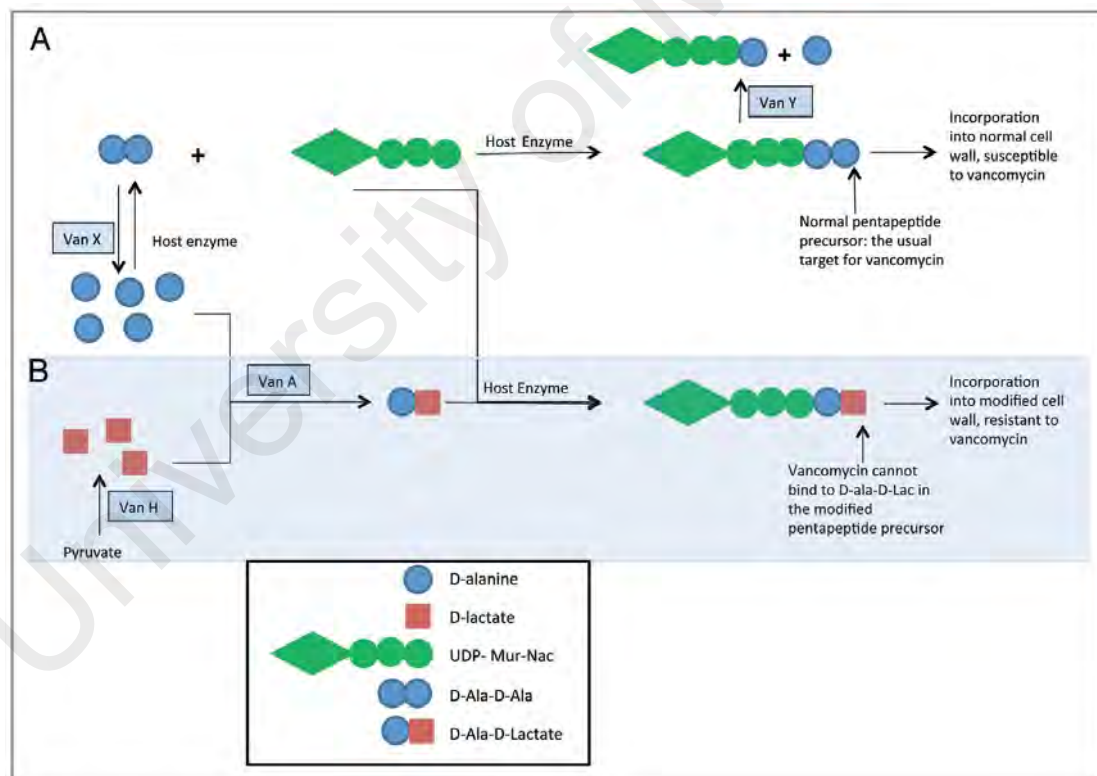 A
+
Van Y
+
Host Enzyme
Incorporation
into normal cell
wall, susceptible
to vancomycin
Van X
Host enzyme
Normal pentapeptide
precursor: the usual
target for vancomycin
B
Van A
Host Enzyme
Incorporation
into modified cell
wall, resistant to
vancomycin
Van H
Pyruvate
Vancomycin cannot
bind to D-ala-D-Lac in
the modified
pentapeptide precursor
D-alanine
D-lactate
UDP- Mur-Nac
D-Ala-D-Ala
D-Ala-D-Lactate
University of